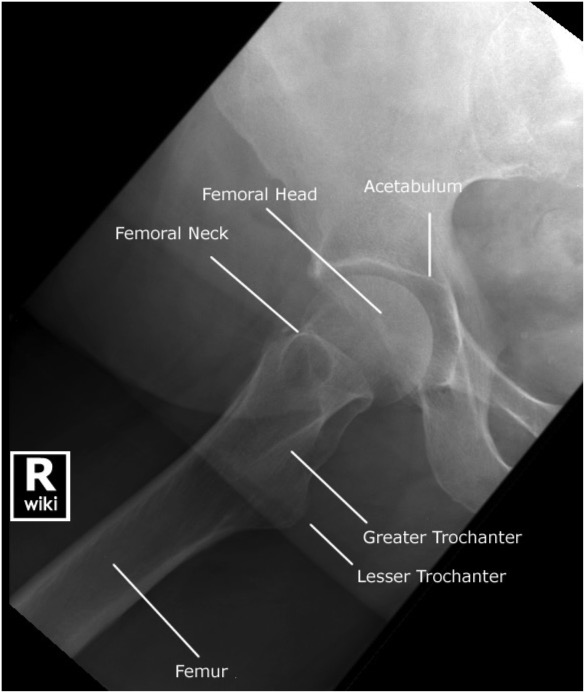 Femoral Head
Acetabulum
Femoral Neck
R
wiki
Greater Trochanter
Lesser Trochanter
Femur